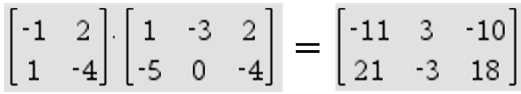 [-1 2] · [1 -3 2] = [-11 3 -10]
[1 -4] [-5 0 -4] [21 -3 18]